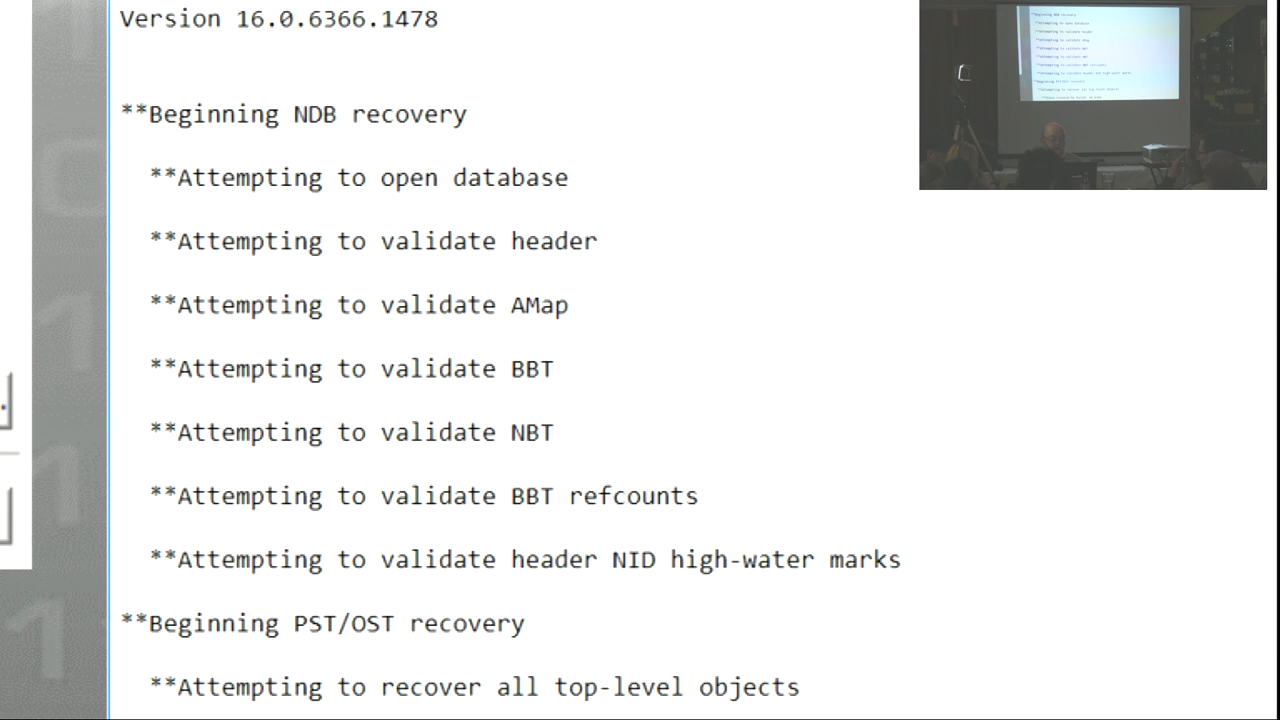 Version 16.0.6366.1478
**Beginning NDB recovery
**Attempting to open database
**Attempting to validate header
**Attempting to validate AMap
**Attempting to validate BBT
**Attempting to validate NBT
**Attempting to validate BBT refcounts
**Attempting to validate header NID high-water marks
**Beginning PST/OST recovery
**Attempting to recover all top-level objects